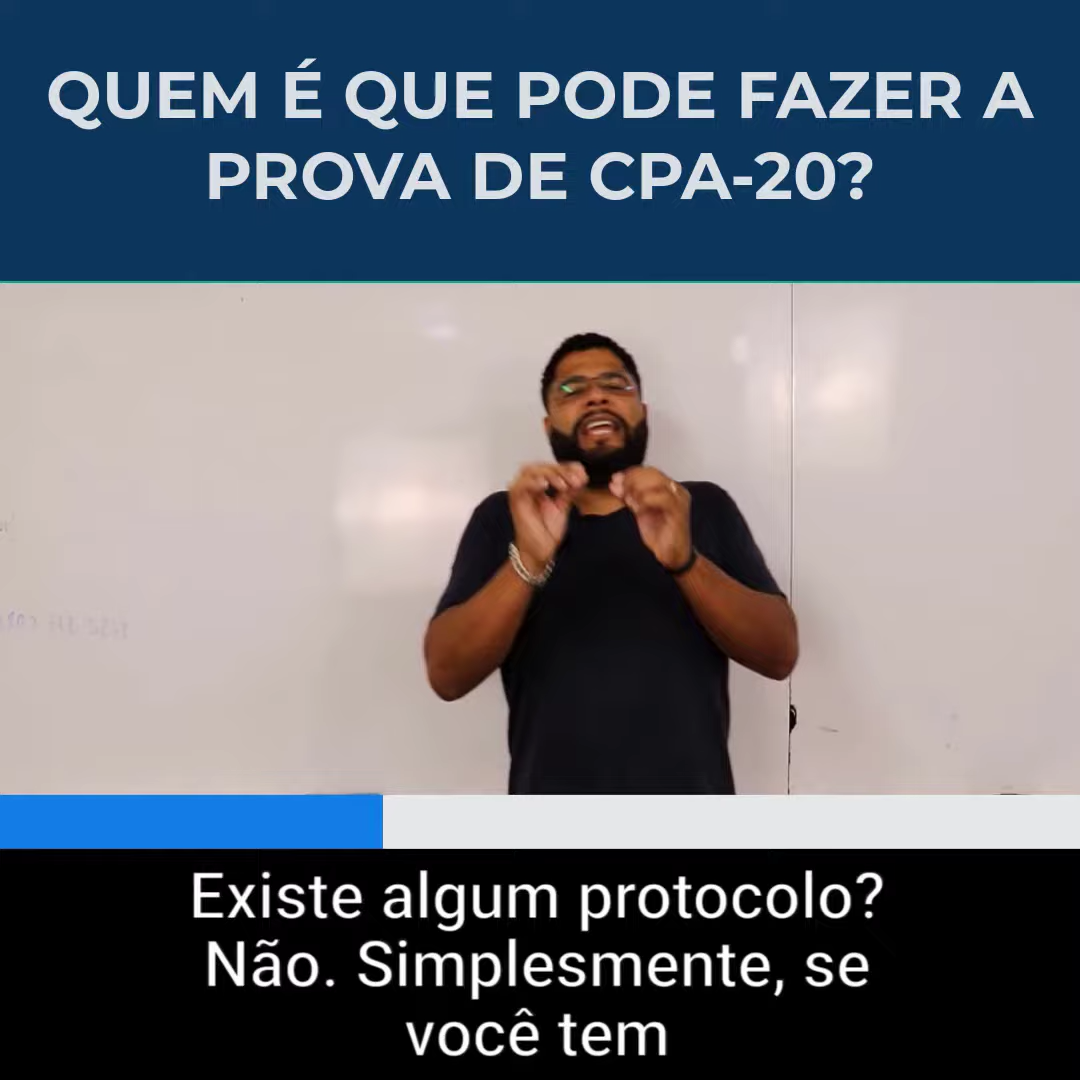 QUEM É QUE PODE FAZER A
PROVA DE CPA-20?
Existe algum protocolo?
Não. Simplesmente, se
você tem